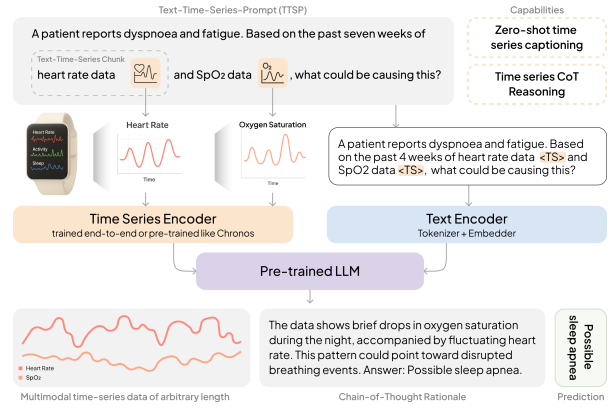 Text-Time-Series-Prompt (TTSP)
Capabilities
A patient reports dyspnoea and fatigue. Based on the past seven weeks of
Text-Time-Series Chunk
heart rate data
O₂
and SpO₂ data
, what could be causing this?
Zero-shot time
series captioning
Time series CoT
Reasoning
Heart Rate
Activity
Sleep
Heart Rate
Time
Oxygen Saturation
Time
A patient reports dyspnoea and fatigue. Based
on the past 4 weeks of heart rate data <TS> and
SpO2 data <TS>, what could be causing this?
Time Series Encoder
trained end-to-end or pre-trained like Chronos
Text Encoder
Tokenizer + Embedder
Pre-trained LLM
Heart Rate
SpO₂
The data shows brief drops in oxygen saturation
during the night, accompanied by fluctuating heart
rate. This pattern could point toward disrupted
breathing events. Answer: Possible sleep apnea.
Possible
sleep apnea
Multimodal time-series data of arbitrary length
Chain-of-Thought Rationale
Prediction